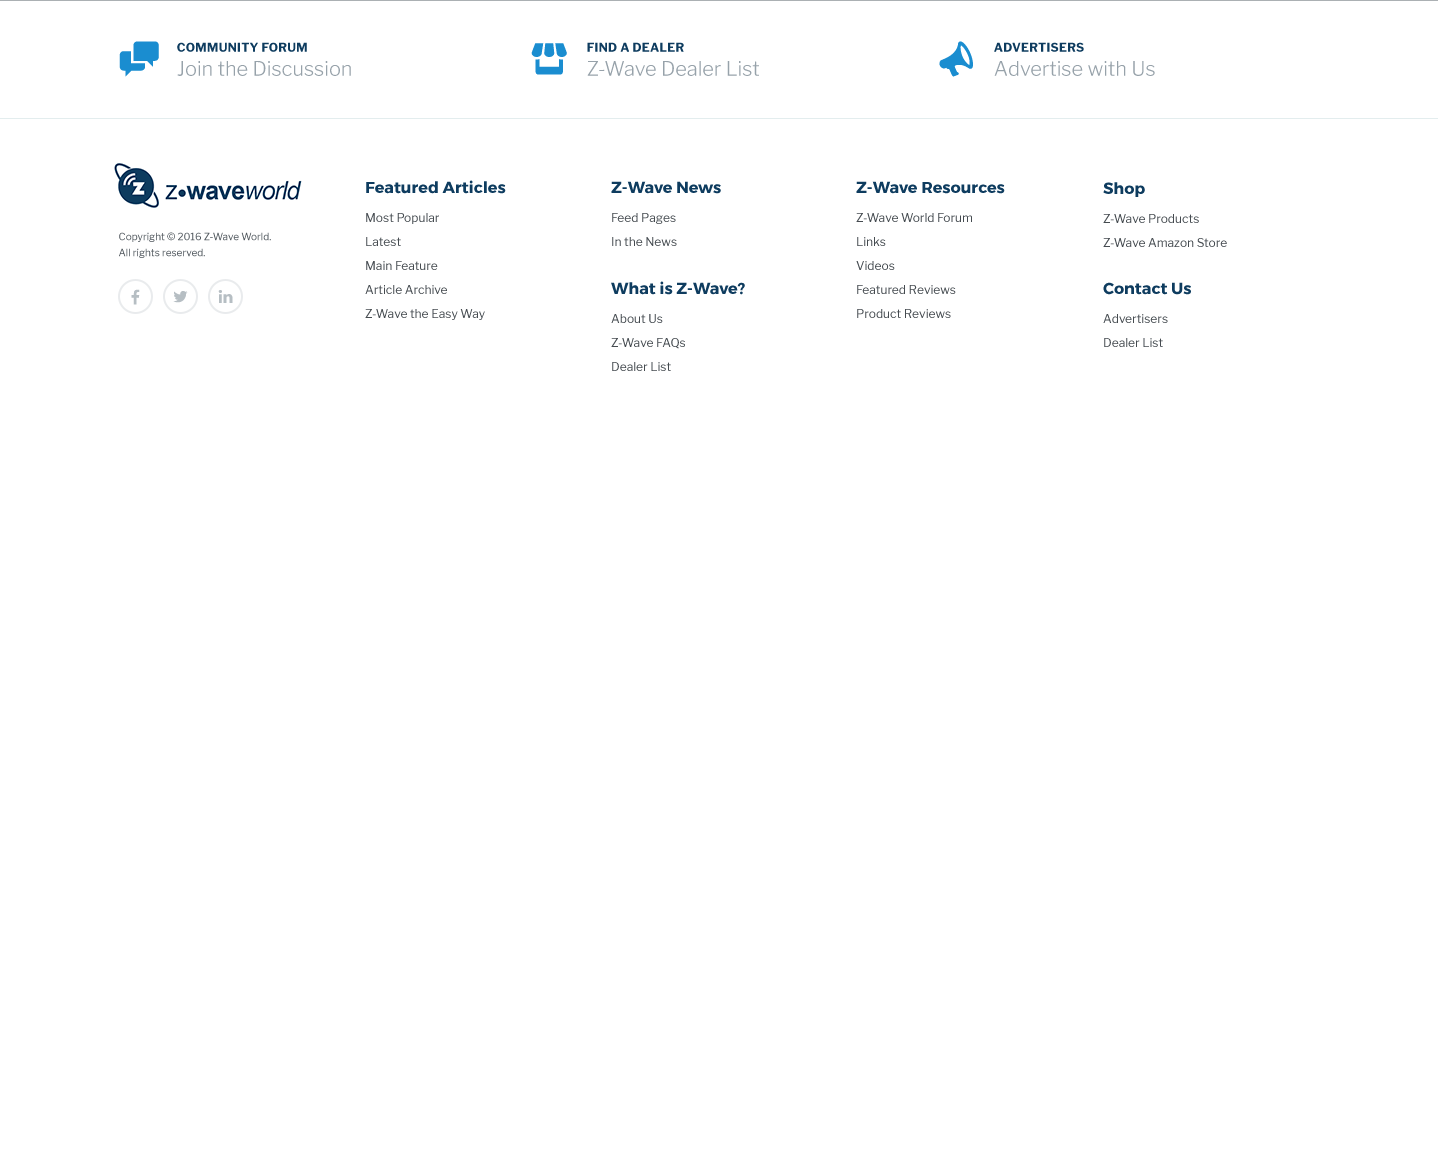 COMMUNITY FORUM
Join the Discussion
FIND A DEALER
Z-Wave Dealer List
ADVERTISERS
Advertise with Us
z•waveworld
Copyright © 2016 Z-Wave World.
All rights reserved.
Featured Articles
Most Popular
Latest
Main Feature
Article Archive
Z-Wave the Easy Way
Z-Wave News
Feed Pages
In the News
What is Z-Wave?
About Us
Z-Wave FAQs
Dealer List
Z-Wave Resources
Z-Wave World Forum
Links
Videos
Featured Reviews
Product Reviews
Shop
Z-Wave Products
Z-Wave Amazon Store
Contact Us
Advertisers
Dealer List